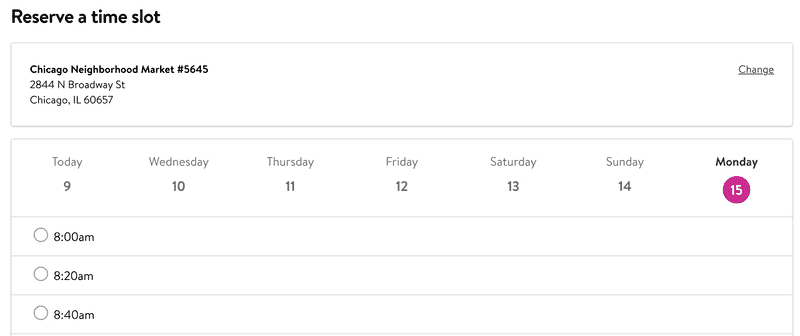 Reserve a time slot
Chicago Neighborhood Market #5645
Change
2844 N Broadway St
Chicago, IL 60657
Today Wednesday Thursday Friday Saturday Sunday Monday
9 10 11 12 13 14 15
8:00am
8:20am
8:40am